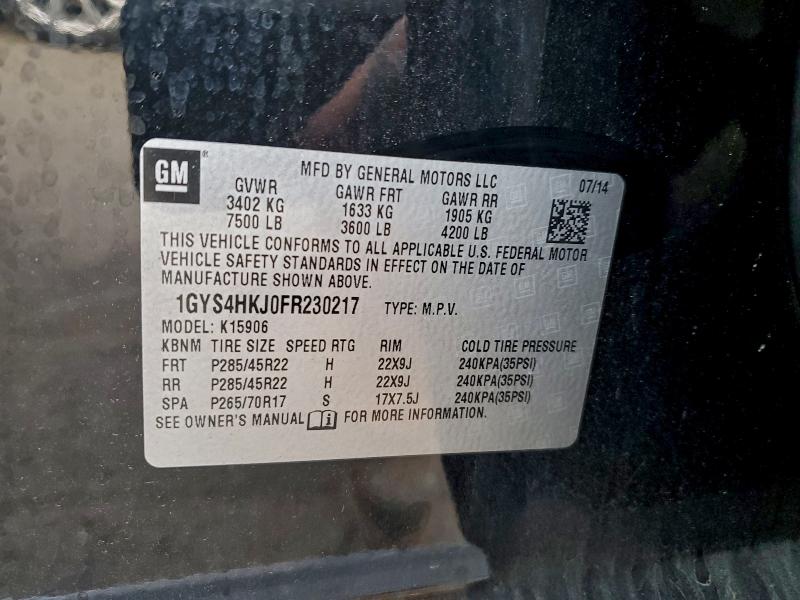 GM
MFD BY GENERAL MOTORS LLC
07/14
GVWR GAWR FRT GAWR RR
3402 KG 1633 KG 1905 KG
7500 LB 3600 LB 4200 LB
THIS VEHICLE CONFORMS TO ALL APPLICABLE U.S. FEDERAL MOTOR
VEHICLE SAFETY STANDARDS IN EFFECT ON THE DATE OF
MANUFACTURE SHOWN ABOVE.
1GYS4HKJ0FR230217 TYPE: M.P.V.
MODEL: K15906
KBNM TIRE SIZE SPEED RTG RIM COLD TIRE PRESSURE
FRT P285/45R22 H 22X9J 240KPA(35PSI)
RR P285/45R22 H 22X9J 240KPA(35PSI)
SPA P265/70R17 S 17X7.5J 240KPA(35PSI)
SEE OWNER'S MANUAL FOR MORE INFORMATION.